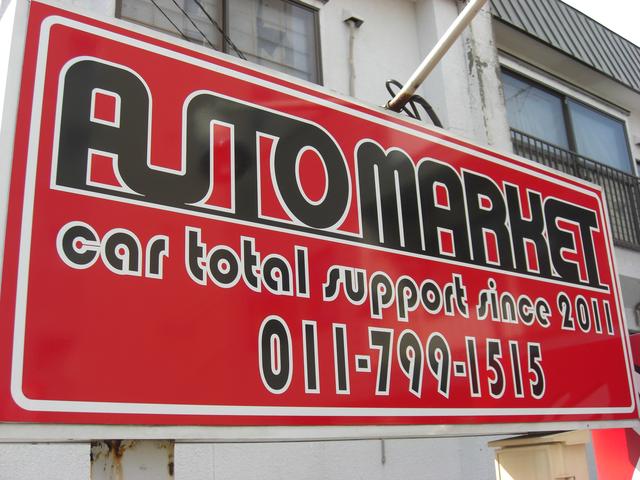 AUTOMARKET
car total support since 2011
011-799-1515